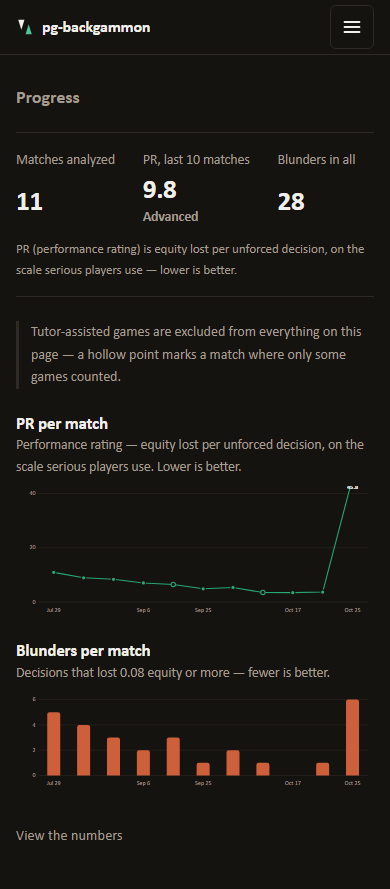 pg-backgammon
Progress
Matches analyzed
PR, last 10 matches
Blunders in all
11
9.8
28
Advanced
PR (performance rating) is equity lost per unforced decision, on the
scale serious players use — lower is better.
Tutor-assisted games are excluded from everything on this
page — a hollow point marks a match where only some
games counted.
PR per match
Performance rating — equity lost per unforced decision, on the
scale serious players use. Lower is better.
40
20
0
Jul 29
Sep 6
Sep 25
Oct 17
Oct 25
Blunders per match
Decisions that lost 0.08 equity or more — fewer is better.
6
4
2
0
Jul 29
Sep 6
Sep 25
Oct 17
Oct 25
View the numbers